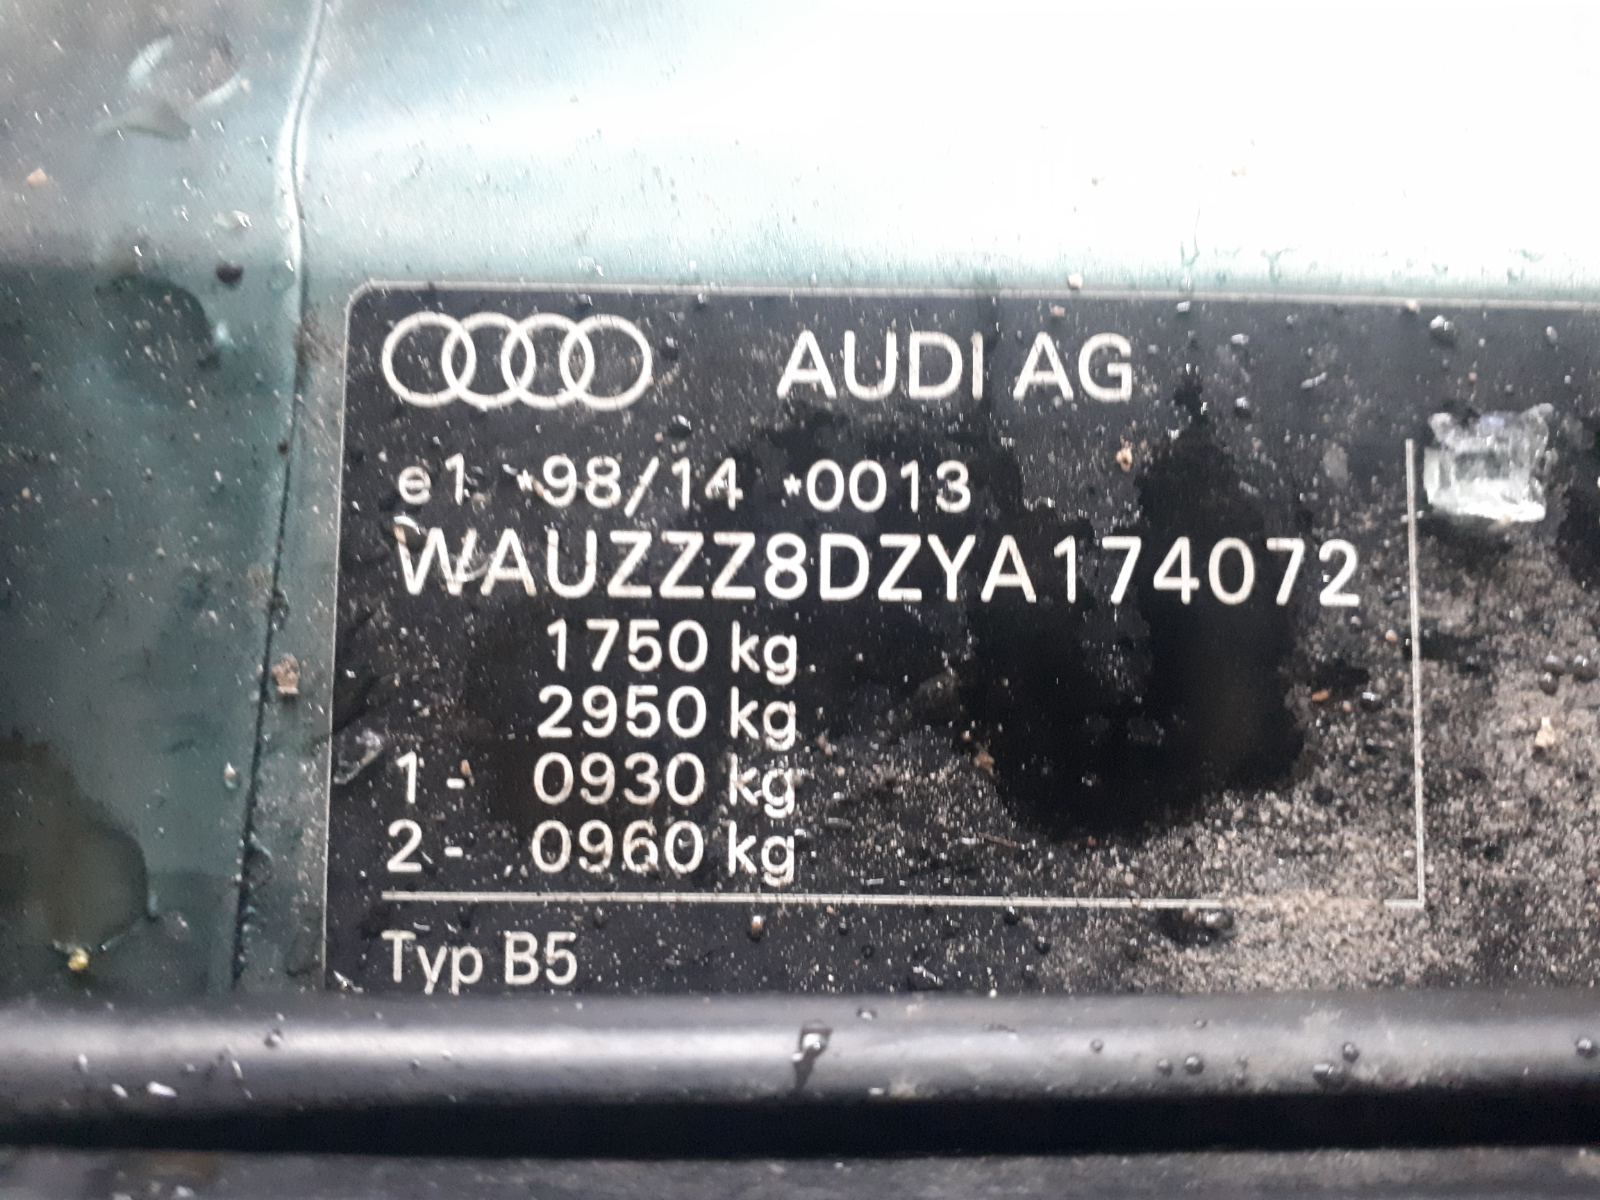 AUDI AG
e1 *98/14 *0013
WAUZZZ8DZYA174072
1750 kg
2950 kg
1- 0930 kg
2- 0960 kg
Typ B5